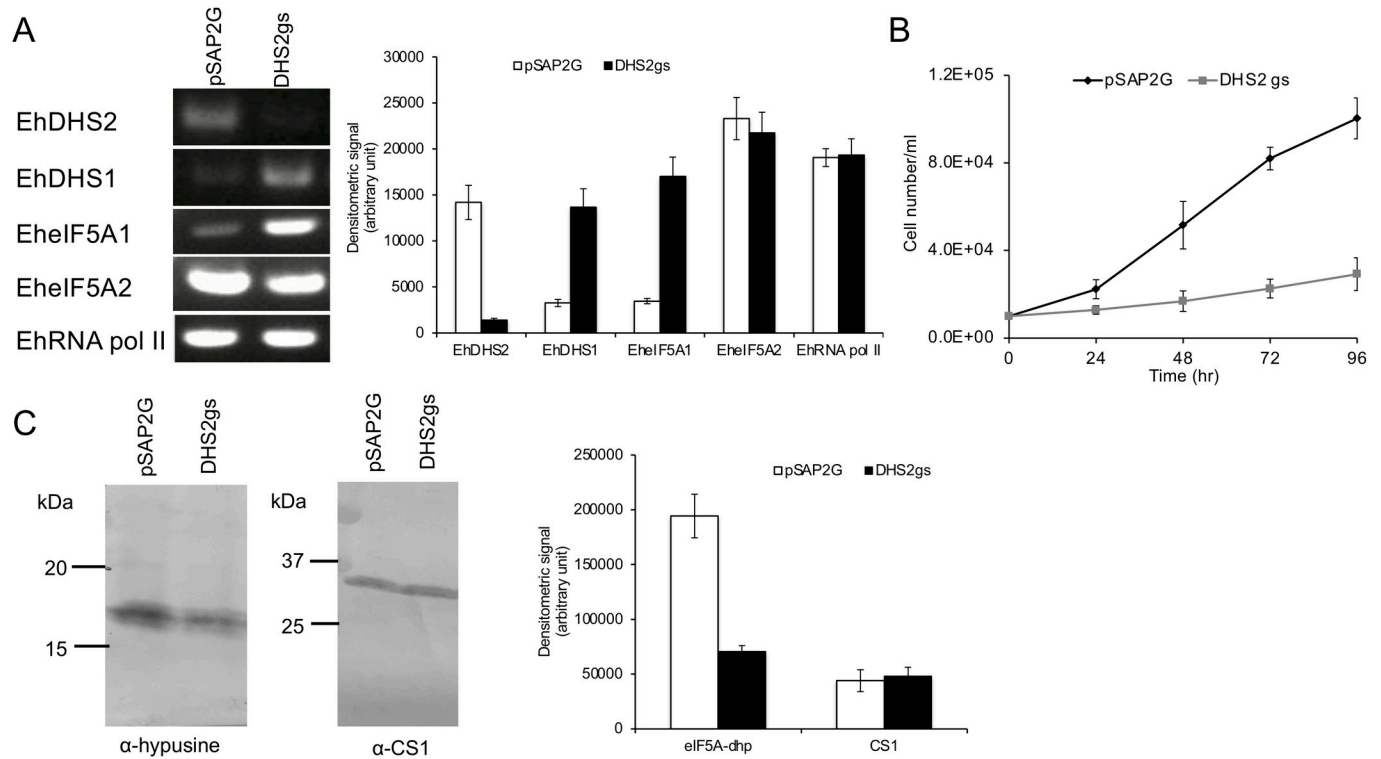 A
pSAP2G
DHS2gs
EhDHS2
EhDHS1
EheIF5A1
EheIF5A2
EhRNA pol II
pSAP2G DHS2gs
Densitometric signal
(arbitrary unit)
30000
25000
20000
15000
10000
5000
0
EhDHS2 EhDHS1 EheIF5A1 EheIF5A2 EhRNA pol II
B
pSAP2G DHS2 gs
Cell number/ml
1.2E+05
8.0E+04
4.0E+04
0.0E+00
0 24 48 72 96
Time (hr)
C
pSAP2G
DHS2gs
kDa
20
15
α-hypusine
pSAP2G
DHS2gs
kDa
37
25
α-CS1
pSAP2G DHS2gs
Densitometric signal
(arbitrary unit)
250000
200000
150000
100000
50000
0
eIF5A-dhp CS1